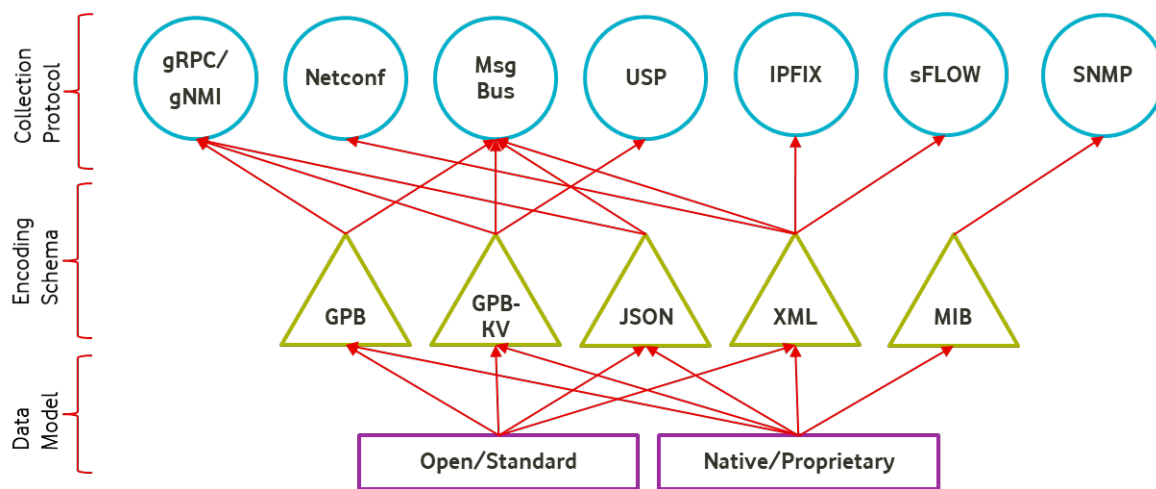 Collection
Protocol
gRPC/
gNMI
Netconf
Msg
Bus
USP
IPFIX
sFLOW
SNMP
Encoding
Schema
GPB
GPB-
KV
JSON
XML
MIB
Data
Model
Open/Standard
Native/Proprietary